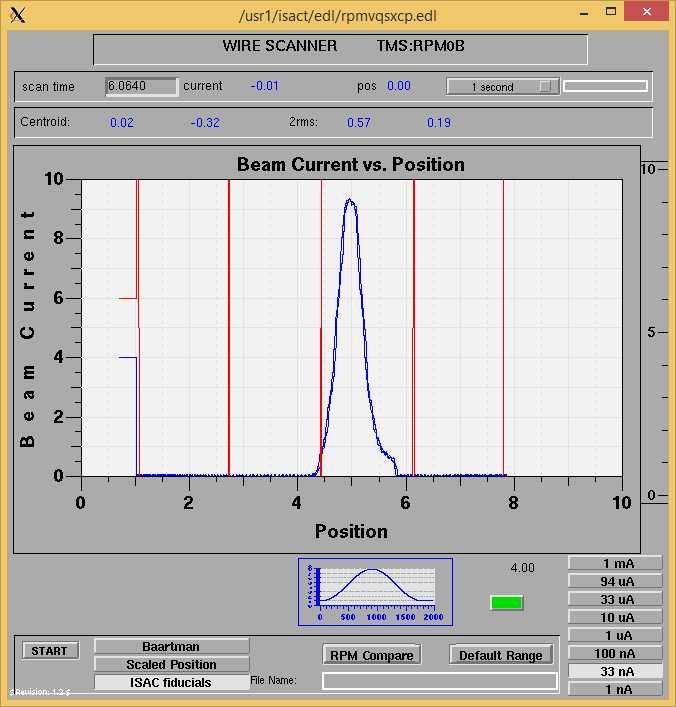 /usr1/isact/edl/rpmvqsxcp.edl
WIRE SCANNER TMS:RPM0B
scan time 6.0640 current -0.01 pos 0.00 1 second
Centroid: 0.02 -0.32 2rms: 0.57 0.19
Beam Current vs. Position
10
8
6
4
2
0
Beam Current
0 2 4 6 8 10
Position
10
5
0
8
0 500 1000 1500 2000
4.00
1 mA
94 uA
33 uA
10 uA
1 uA
100 nA
33 nA
1 nA
START
Baartman
Scaled Position
ISAC fiducials
RPM Compare
Default Range
File Name:
$Revision: 1.2 $